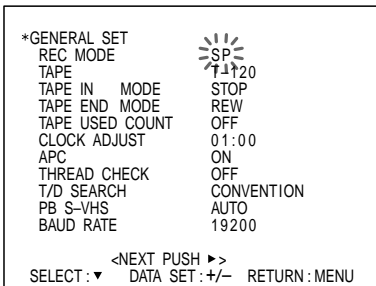 *GENERAL SET
REC MODE SP
TAPE T-120
TAPE IN MODE STOP
TAPE END MODE REW
TAPE USED COUNT OFF
CLOCK ADJUST 01:00
APC ON
THREAD CHECK OFF
T/D SEARCH CONVENTION
PB S–VHS AUTO
BAUD RATE 19200
<NEXT PUSH ►>
SELECT:▼ DATA SET:+/– RETURN:MENU